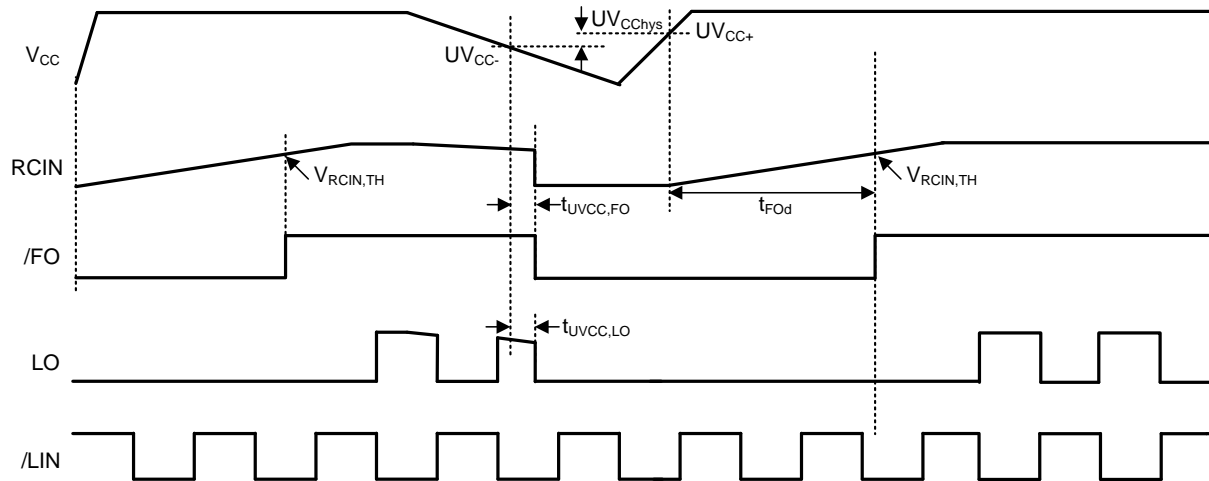 UVCChys
UVCC+
VCC
UVCC-
RCIN
VRCIN,TH
VRCIN,TH
tUVCC,FO
tFOd
/FO
tUVCC,LO
LO
/LIN